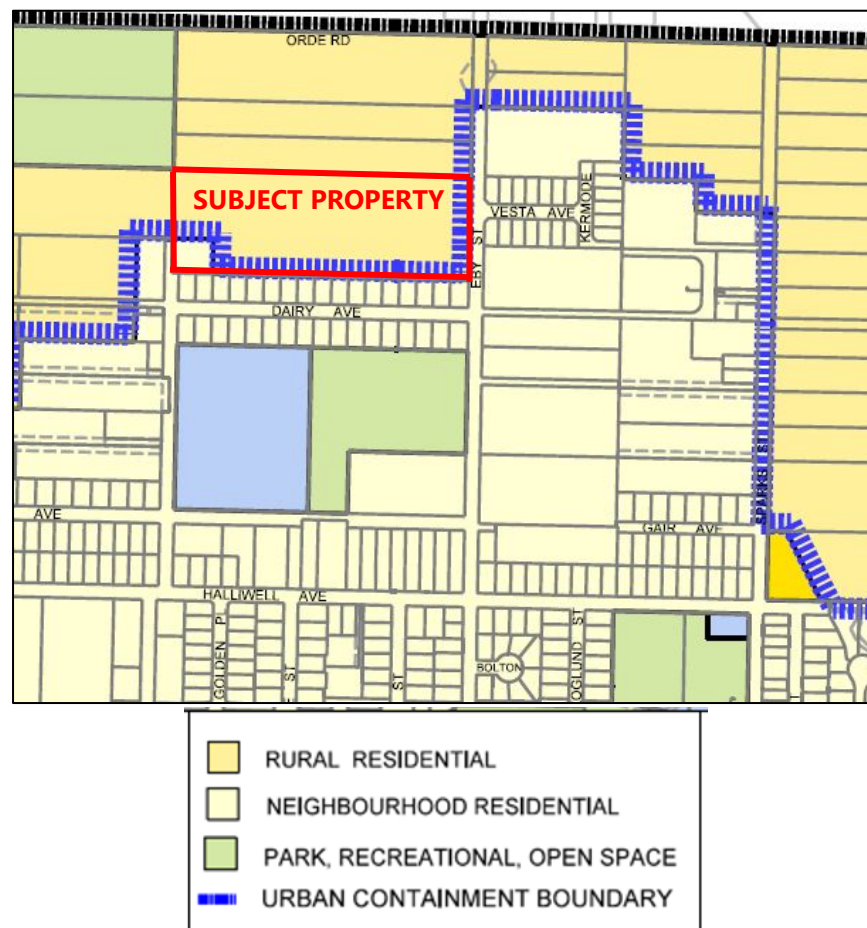 ORDE RD
SUBJECT PROPERTY
VESTA AVE
KERMODE
EBY ST
DAIRY AVE
SPARKS ST
AVE
GAIR AVE
HALLIWELL AVE
GOLDEN P
ST
ST
BOLTON
OGLUND ST
RURAL RESIDENTIAL
NEIGHBOURHOOD RESIDENTIAL
PARK, RECREATIONAL, OPEN SPACE
URBAN CONTAINMENT BOUNDARY